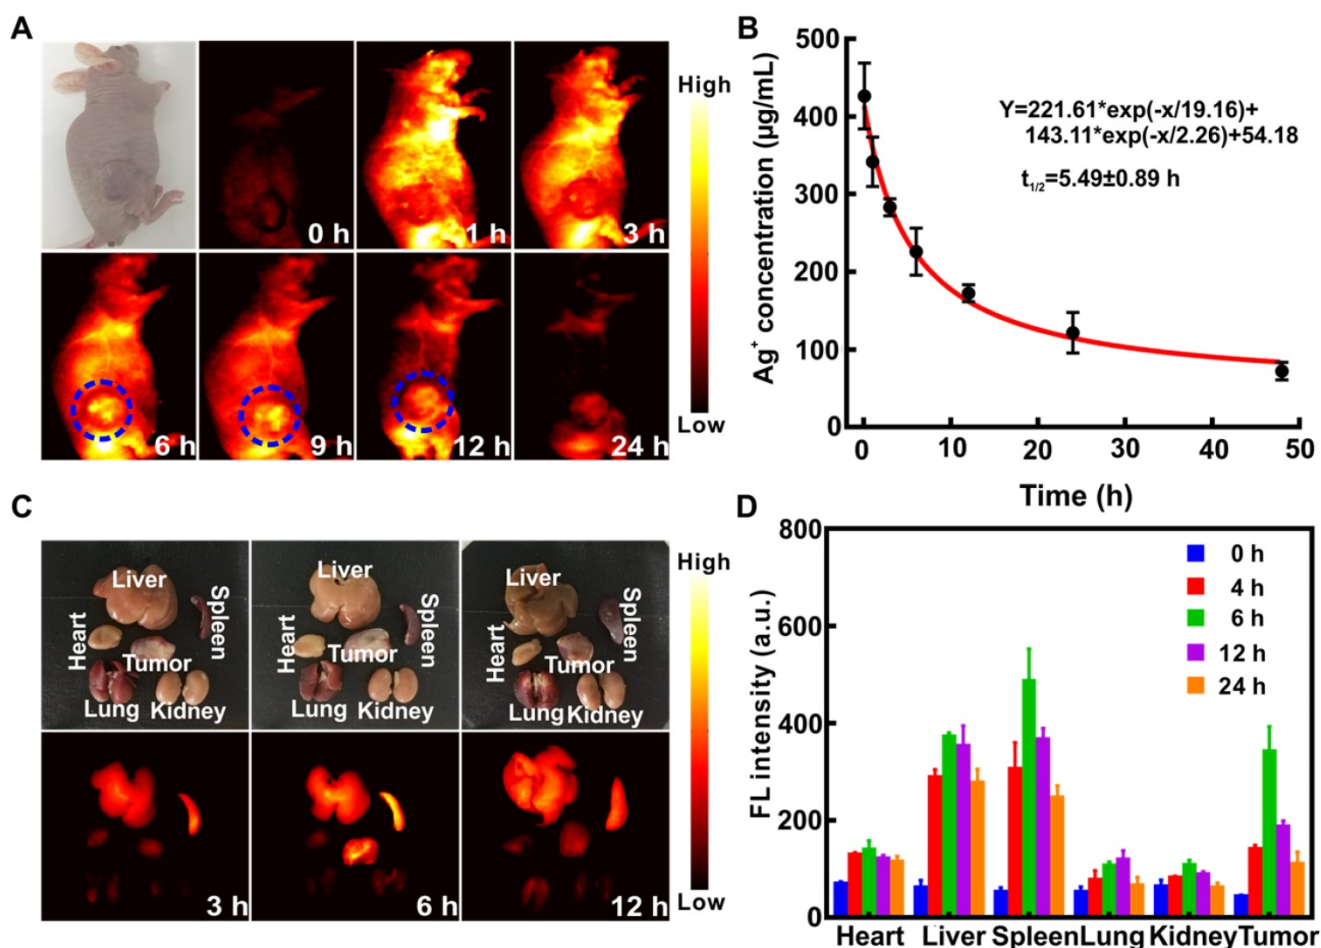 A
High
Low
0 h
1 h
3 h
6 h
9 h
12 h
24 h
B
Ag⁺ concentration (µg/mL)
500
400
300
200
100
0
Y=221.61*exp(-x/19.16)+
143.11*exp(-x/2.26)+54.18
t1/2=5.49±0.89 h
0
10
20
30
40
50
Time (h)
C
Liver
Heart
Spleen
Tumor
Lung
Kidney
Liver
Heart
Spleen
Tumor
Lung
Kidney
Liver
Heart
Spleen
Tumor
Lung
Kidney
3 h
6 h
12 h
High
Low
D
FL intensity (a.u.)
800
600
400
200
0
0 h
4 h
6 h
12 h
24 h
Heart
Liver
Spleen
Lung
Kidney
Tumor